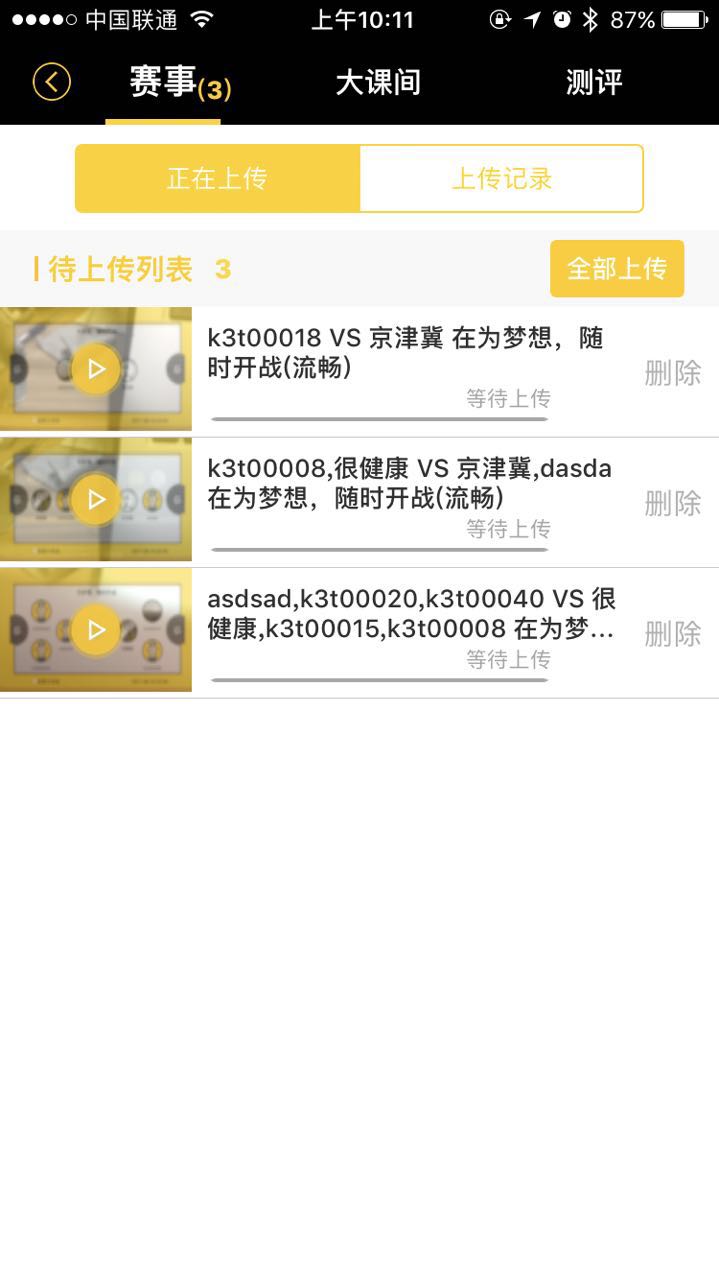 中国联通 上午10:11 87%
赛事(3) 大课间 测评
正在上传 上传记录
待上传列表 3 全部上传
k3t00018 VS 京津冀 在为梦想，随
时开战(流畅)
删除
等待上传
k3t00008,很健康 VS 京津冀,dasda
在为梦想，随时开战(流畅)
删除
等待上传
asdsad,k3t00020,k3t00040 VS 很
健康,k3t00015,k3t00008 在为梦...
删除
等待上传